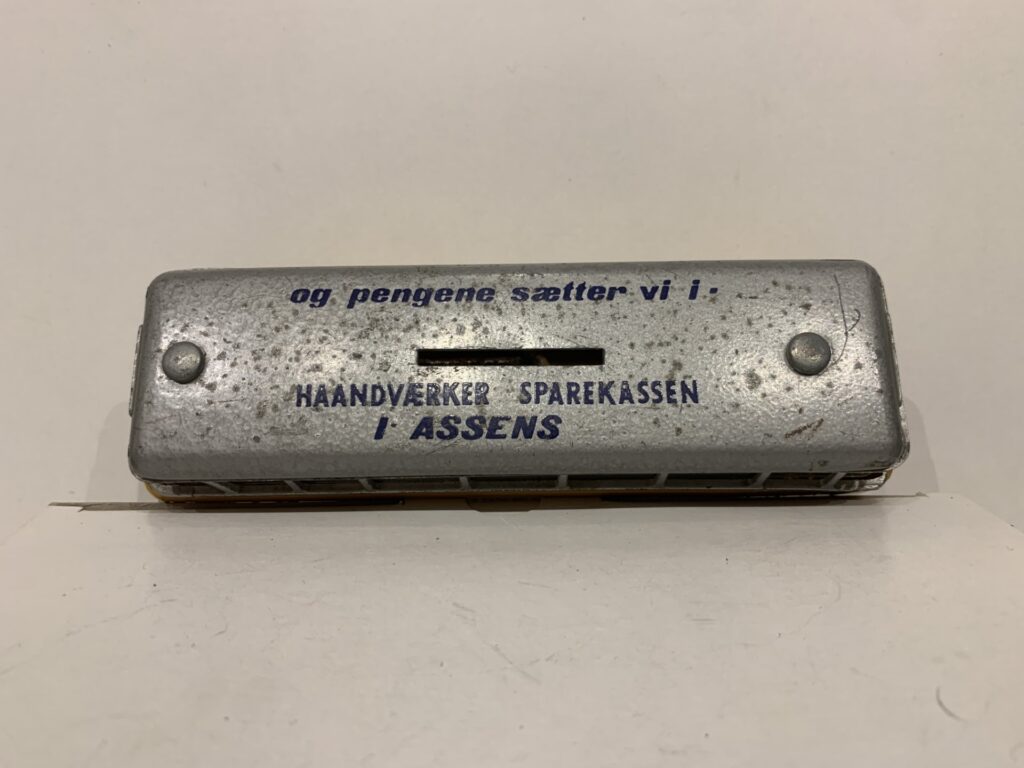 og pengene sætter vi i:
HAANDVÆRKER SPAREKASSEN
I ASSENS